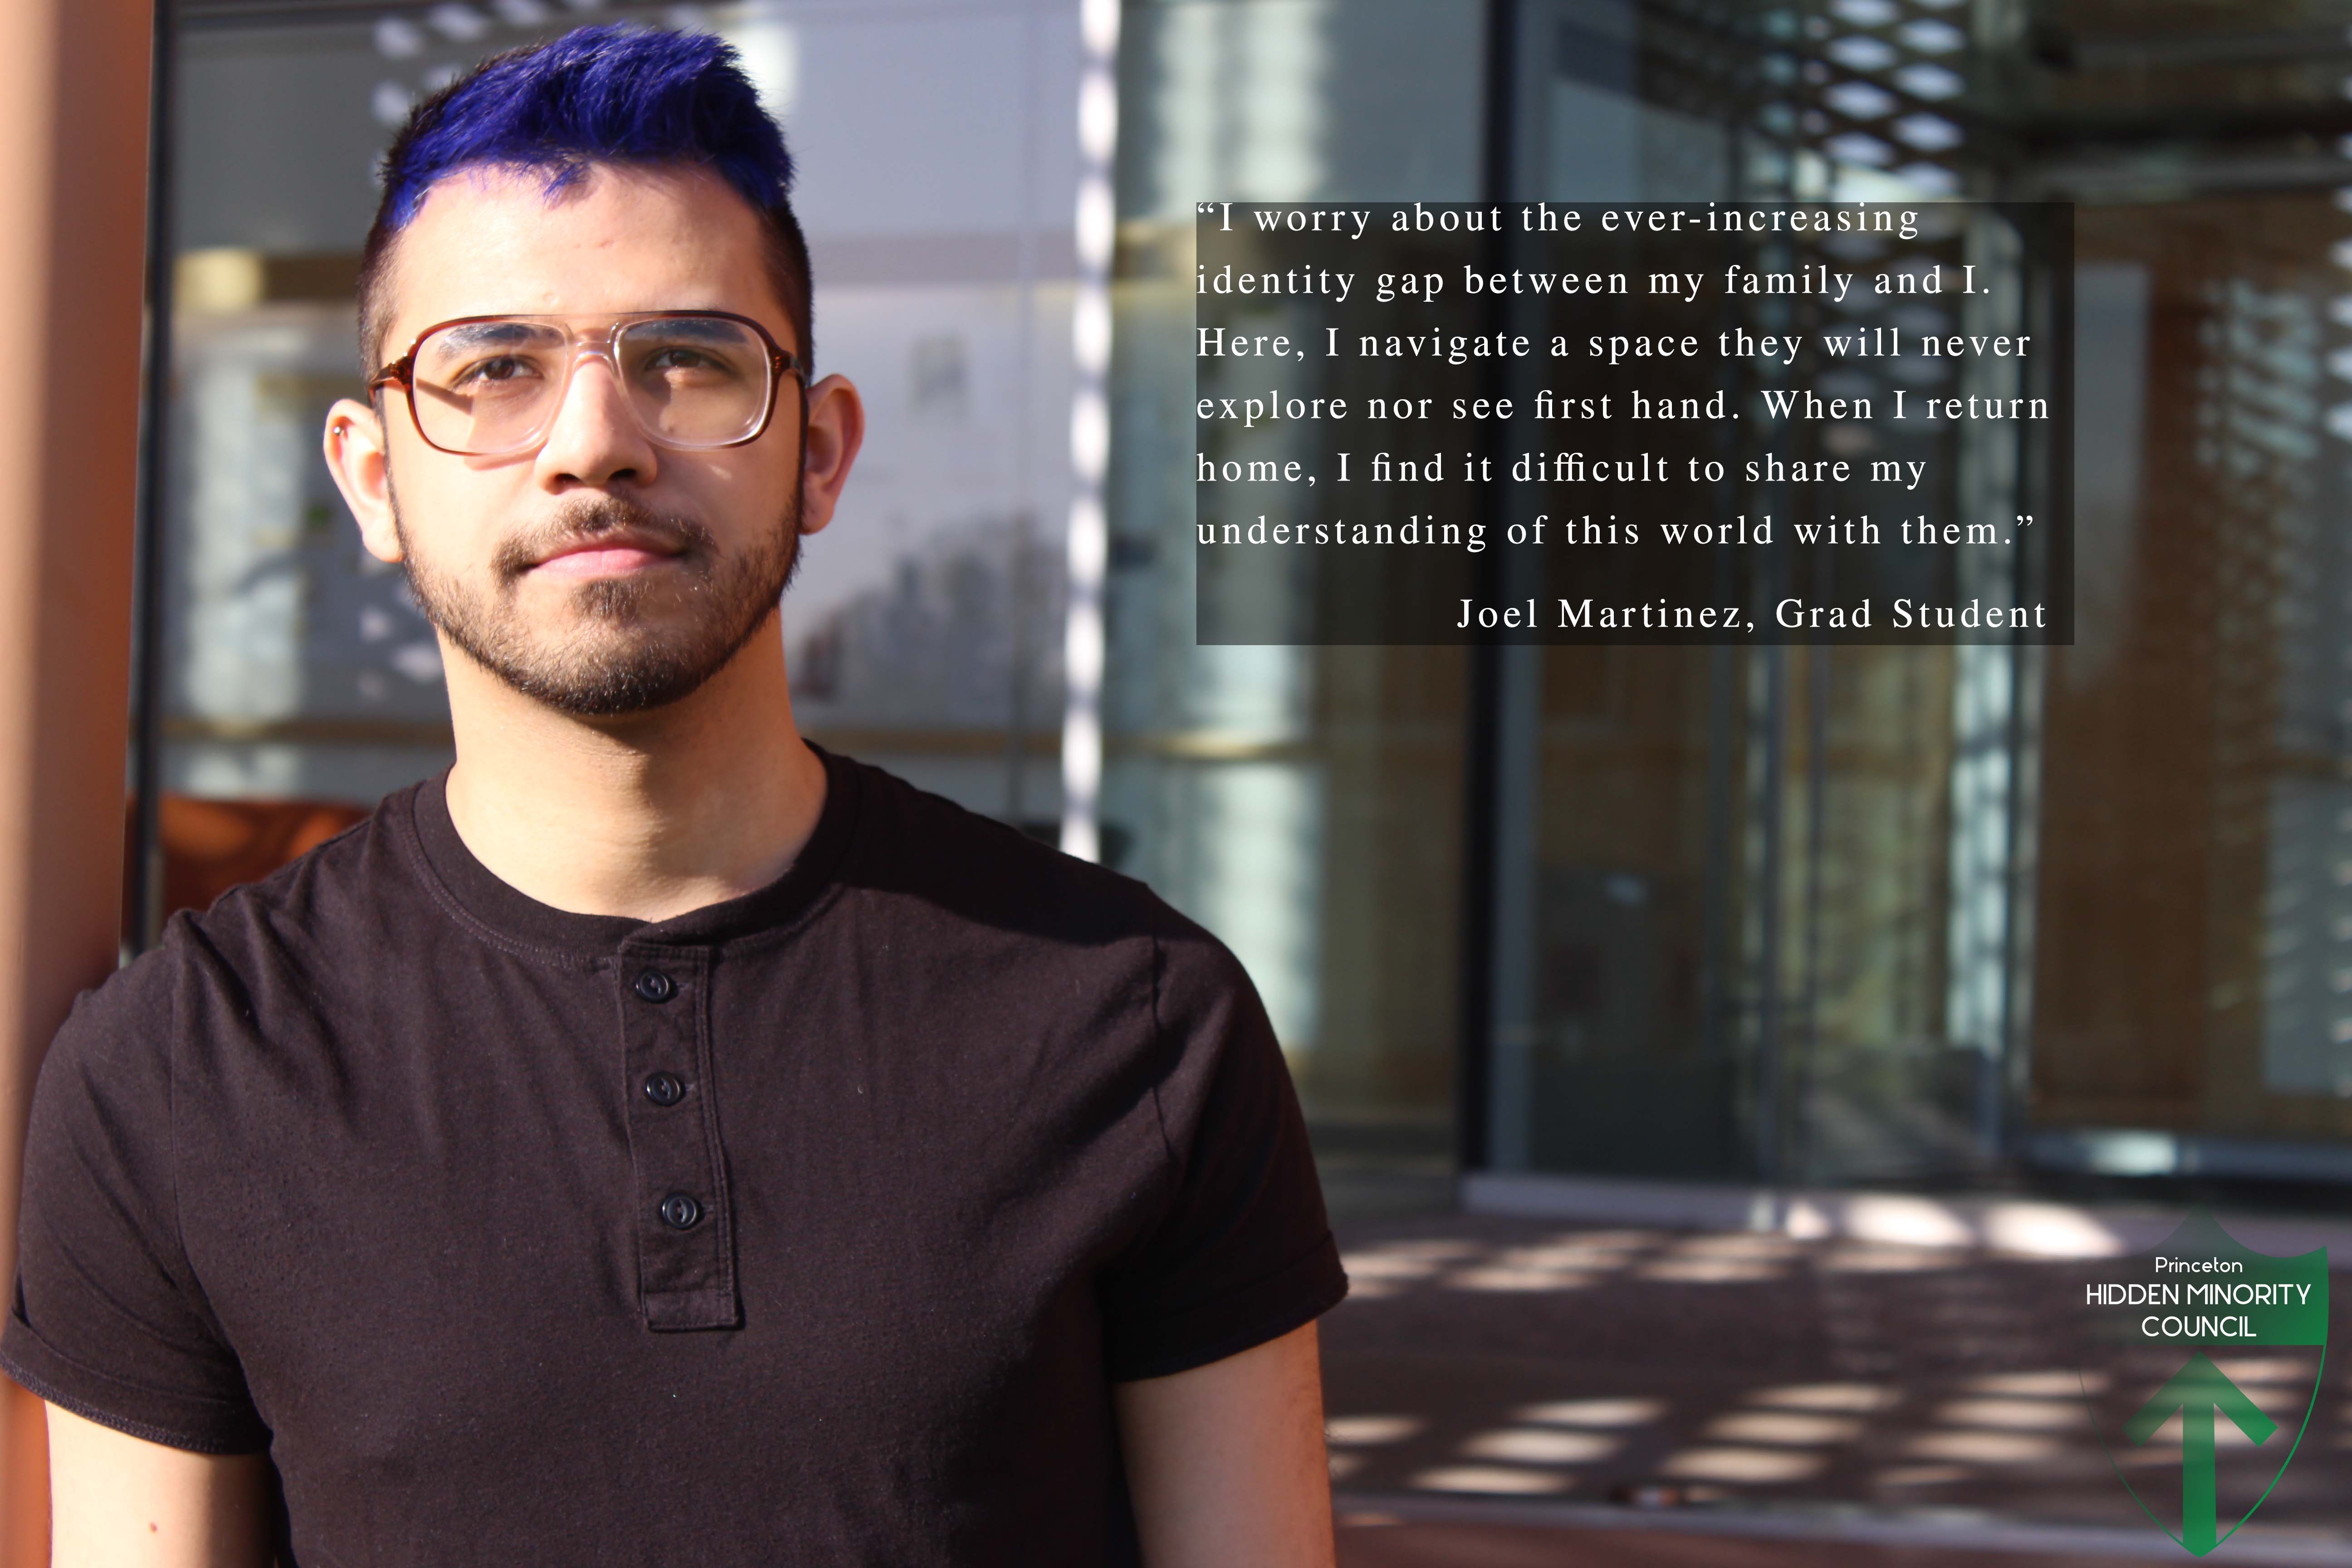 “I worry about the ever-increasing
identity gap between my family and I.
Here, I navigate a space they will never
explore nor see first hand. When I return
home, I find it difficult to share my
understanding of this world with them.”
Joel Martinez, Grad Student
Princeton
HIDDEN MINORITY
COUNCIL